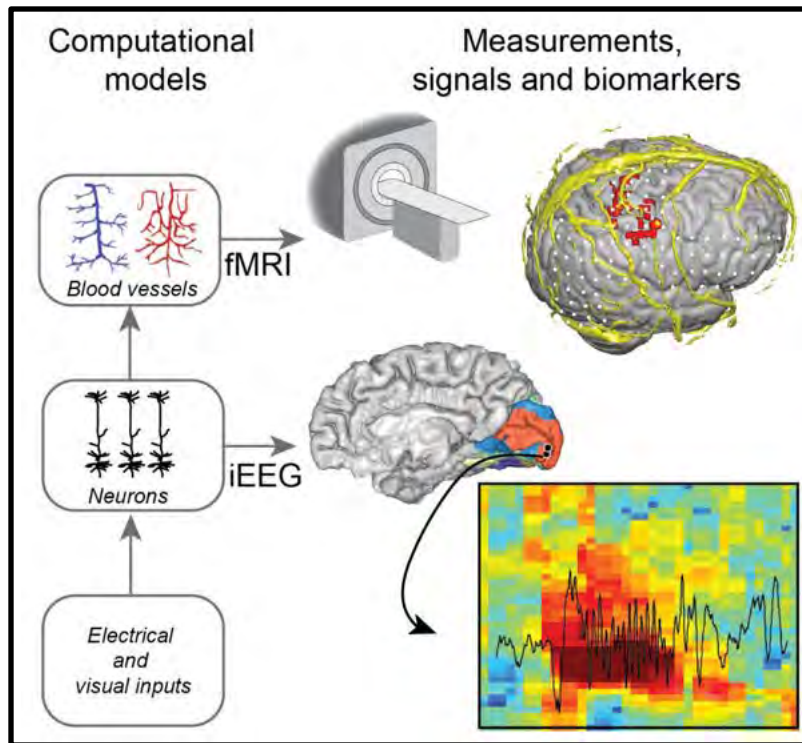 Computational
models
Measurements,
signals and biomarkers
Blood vessels
fMRI
Neurons
iEEG
Electrical
and
visual inputs